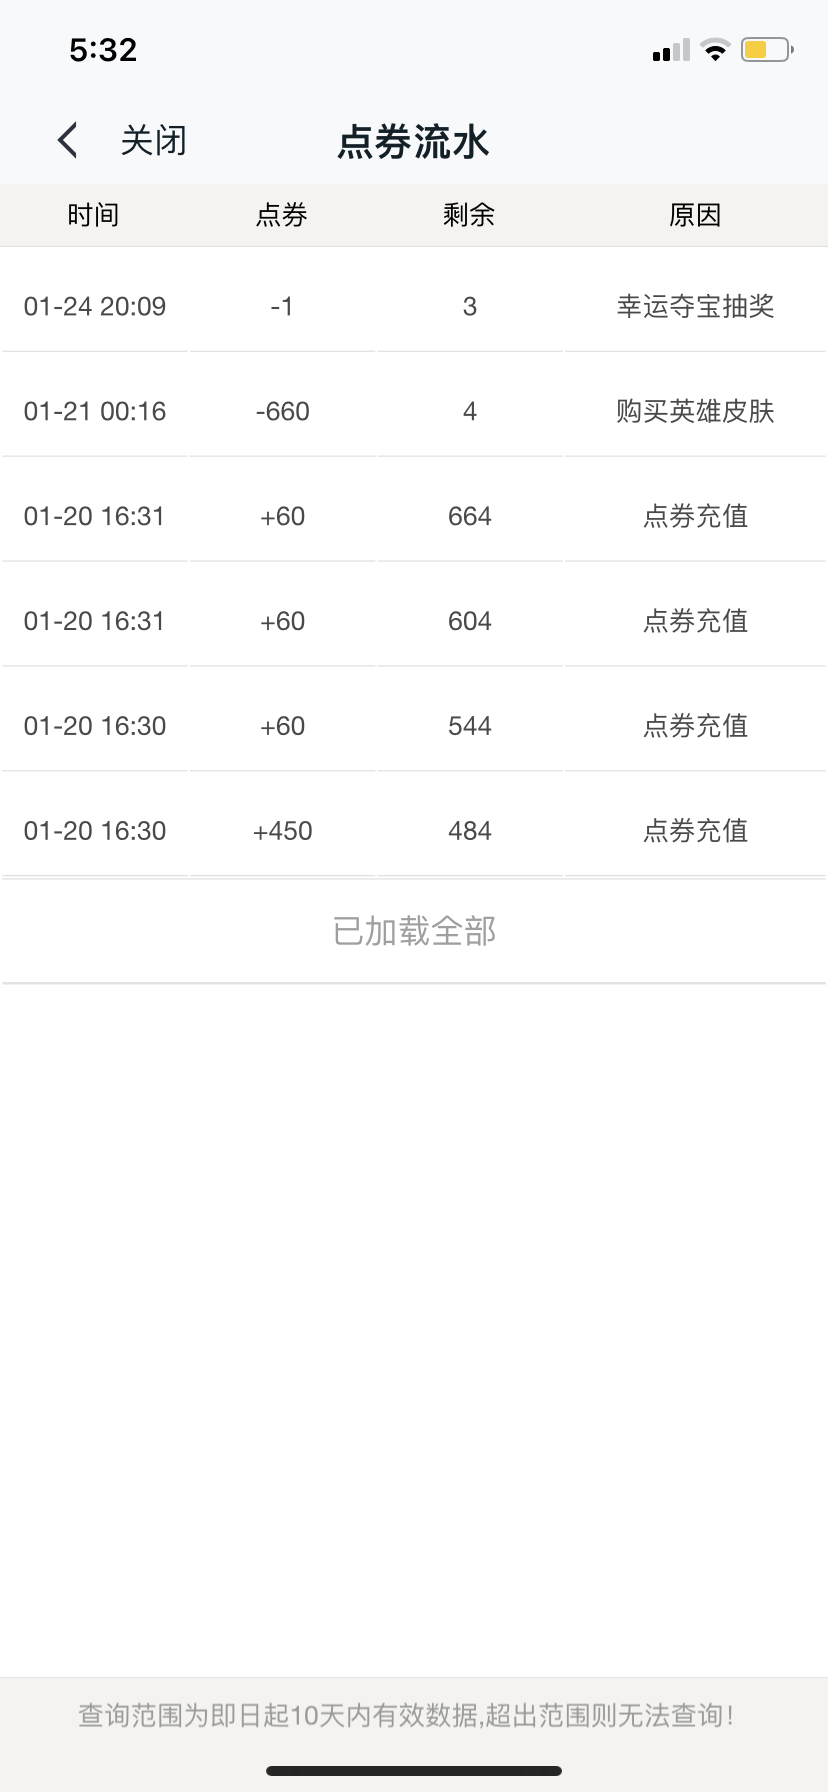 5:32
关闭 点券流水
时间 点券 剩余 原因
01-24 20:09 -1 3 幸运夺宝抽奖
01-21 00:16 -660 4 购买英雄皮肤
01-20 16:31 +60 664 点券充值
01-20 16:31 +60 604 点券充值
01-20 16:30 +60 544 点券充值
01-20 16:30 +450 484 点券充值
已加载全部
查询范围为即日起10天内有效数据,超出范围则无法查询!